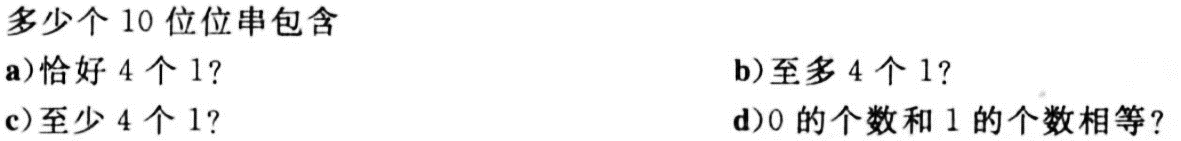 多少个 10 位位串包含
a)恰好 4 个 1? b)至多 4 个 1?
c)至少 4 个 1? d)0 的个数和 1 的个数相等?